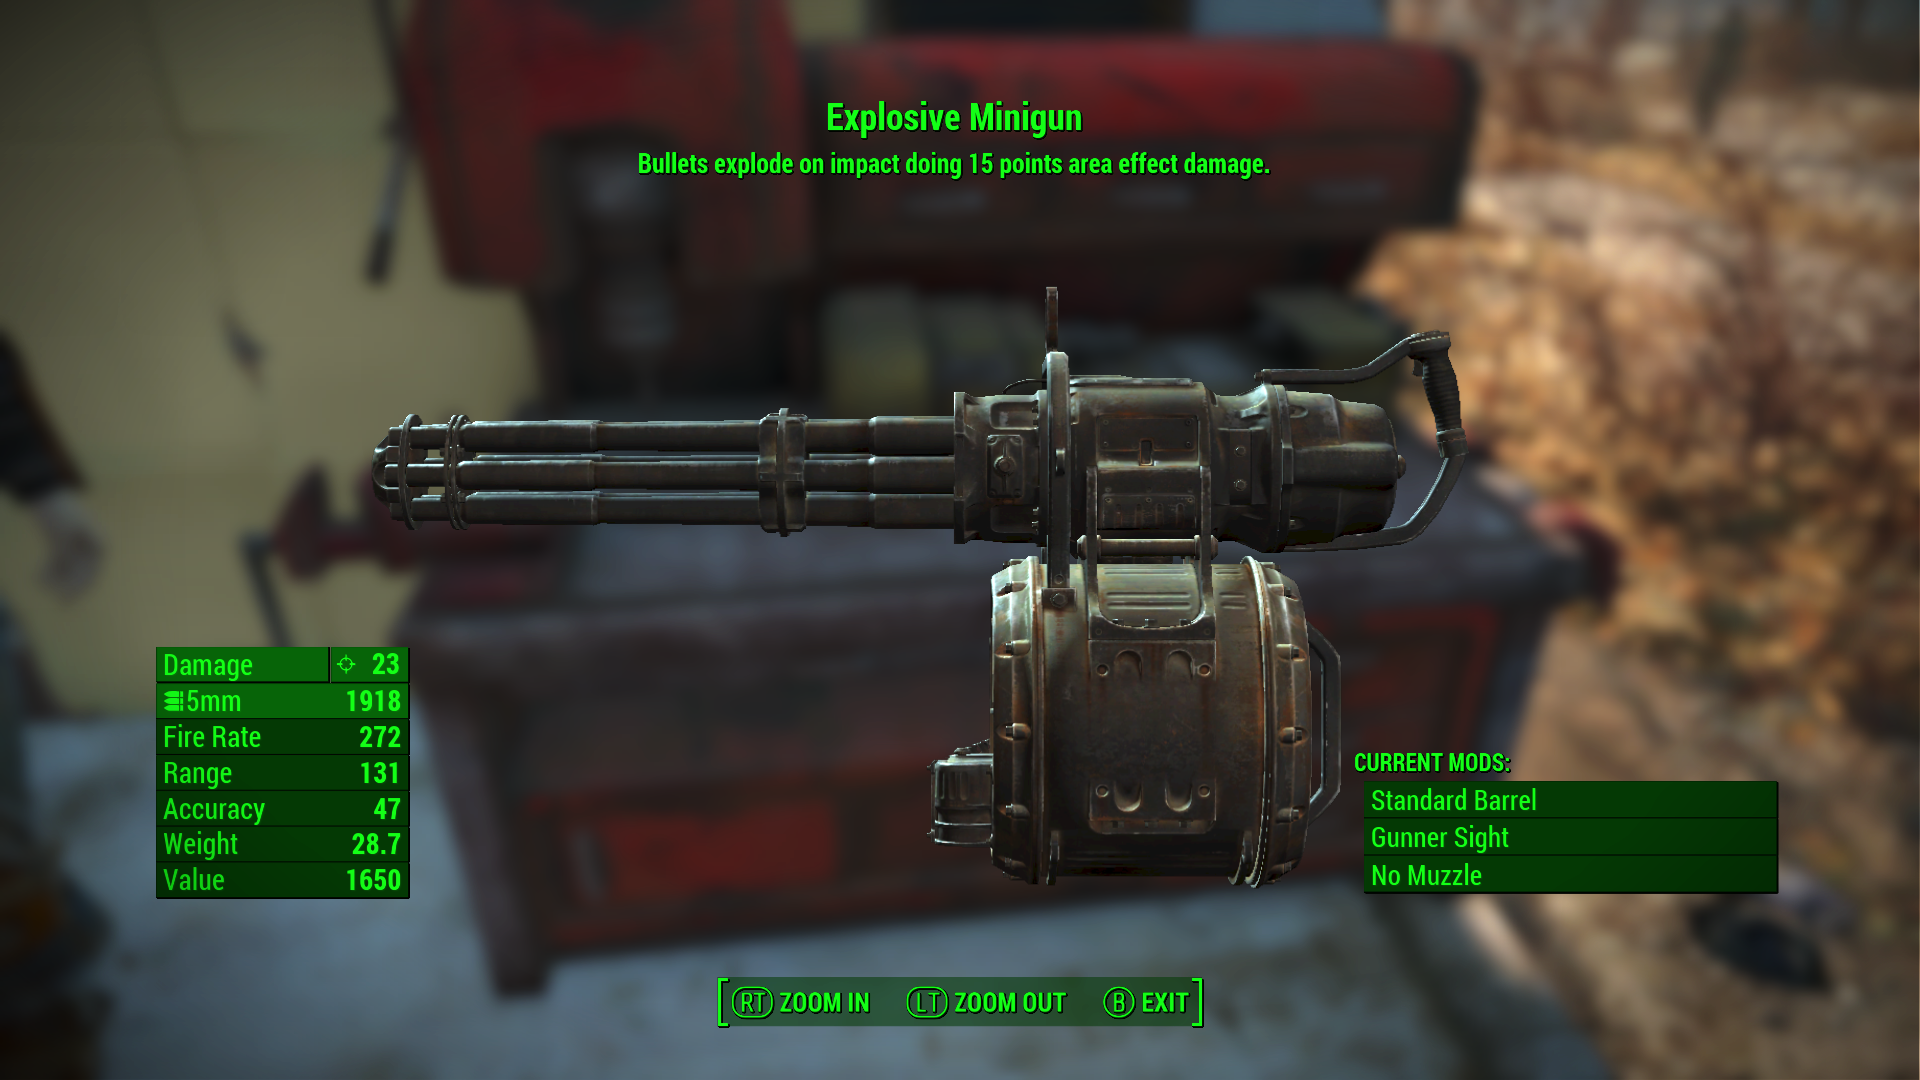 Explosive Minigun
Bullets explode on impact doing 15 points area effect damage.
Damage 23
5mm 1918
Fire Rate 272
Range 131
Accuracy 47
Weight 28.7
Value 1650
CURRENT MODS:
Standard Barrel
Gunner Sight
No Muzzle
RT ZOOM IN LT ZOOM OUT B EXIT